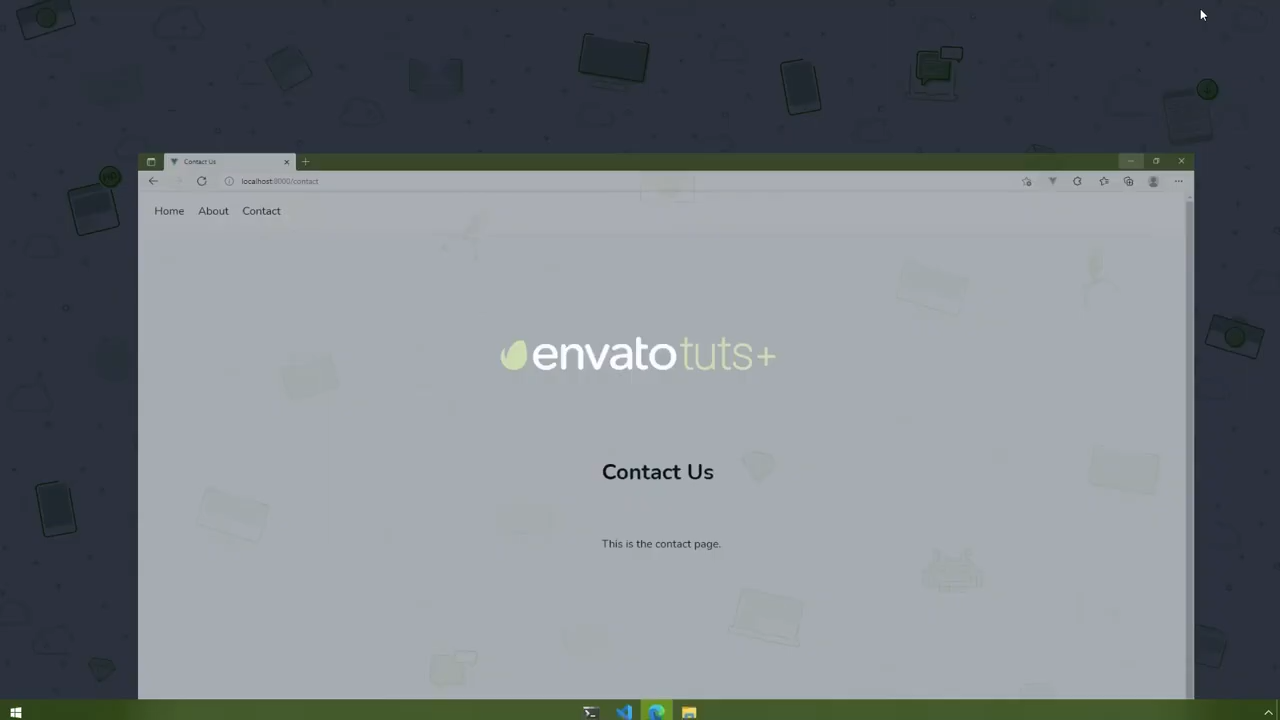 Contact Us
localhost:8000/contact
Home About Contact
envatotuts+
Contact Us
This is the contact page.